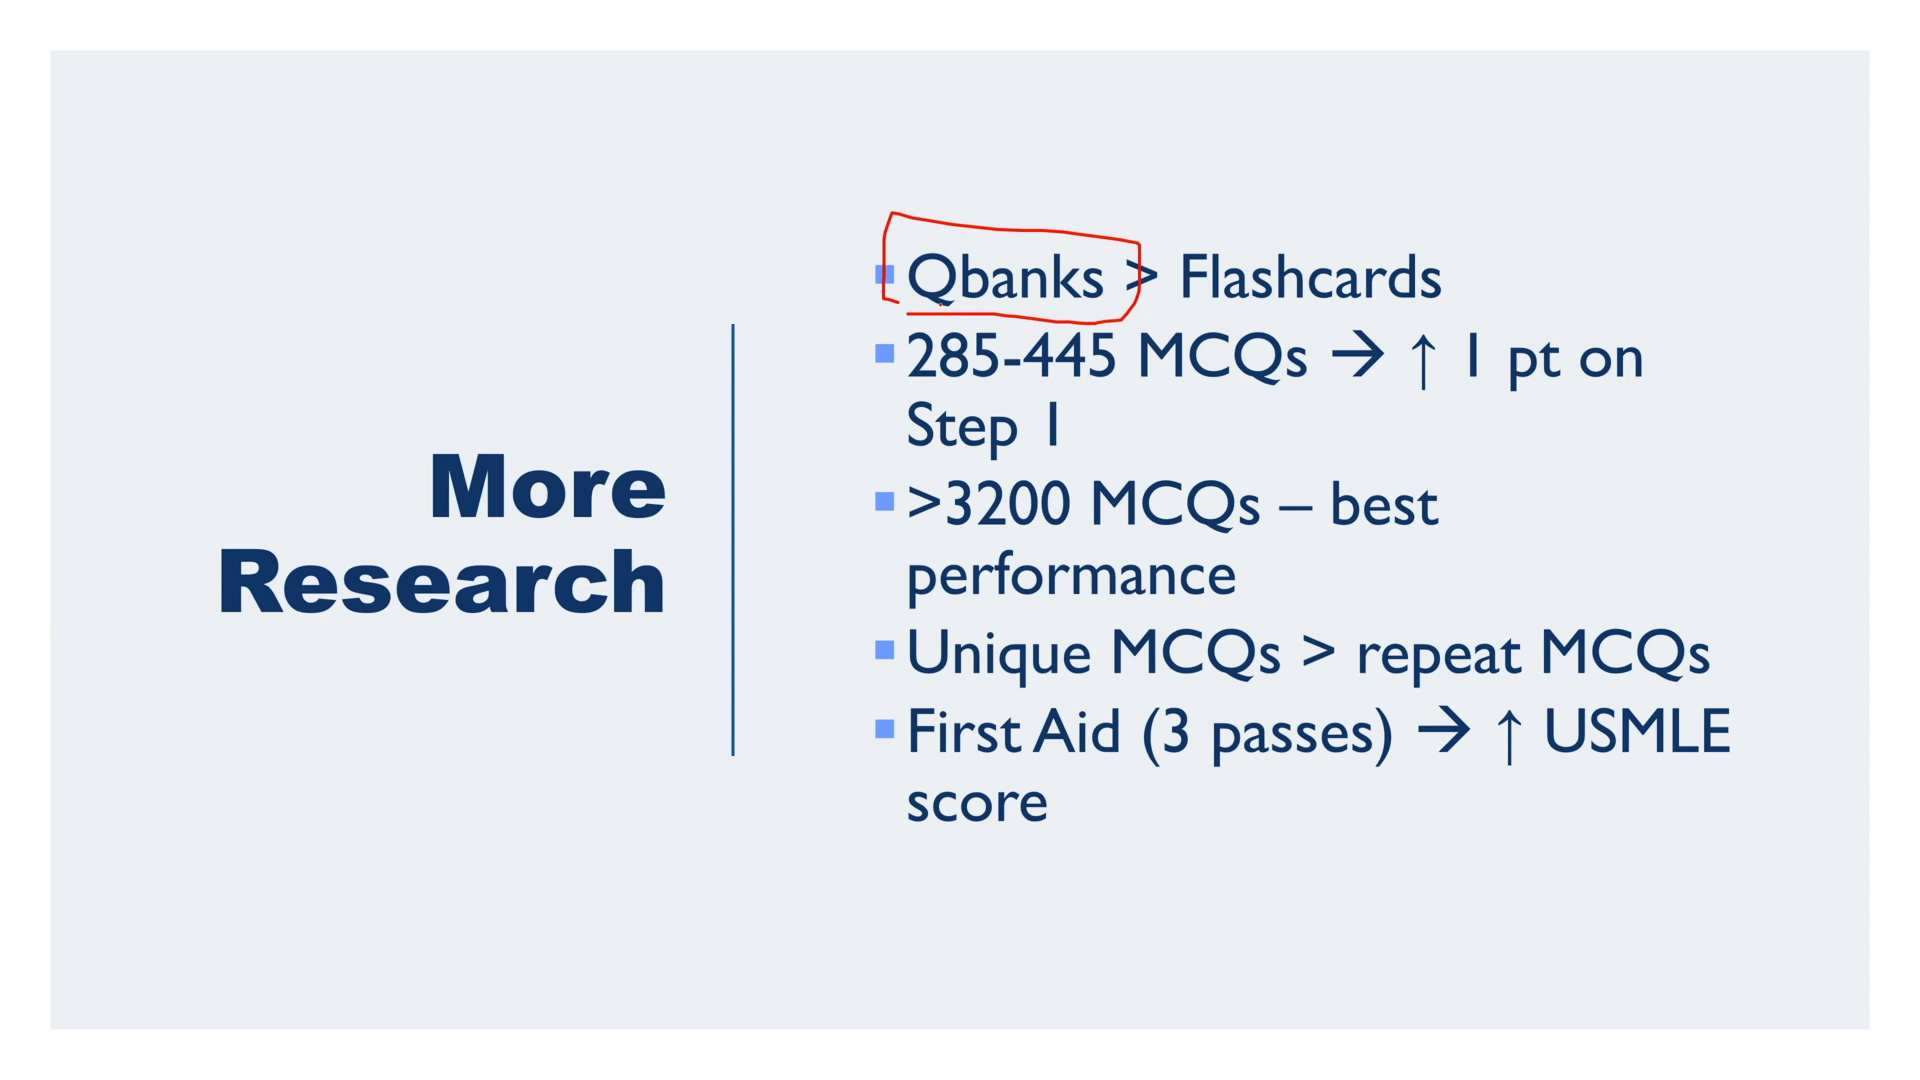 More
Research
Qbanks > Flashcards
285-445 MCQs → ↑ 1 pt on
Step 1
>3200 MCQs – best
performance
Unique MCQs > repeat MCQs
First Aid (3 passes) → ↑ USMLE
score